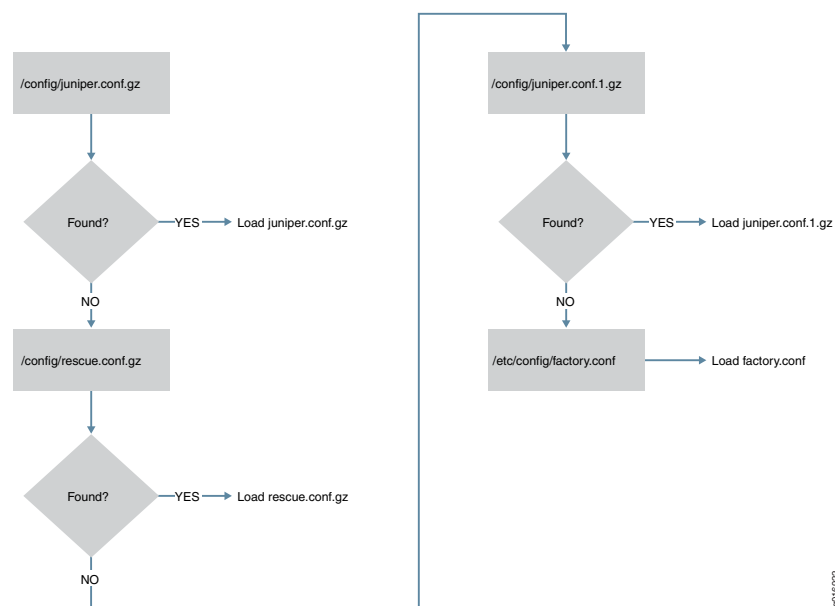 /config/juniper.conf.gz
Found?
YES
Load juniper.conf.gz
NO
/config/rescue.conf.gz
Found?
YES
Load rescue.conf.gz
NO
/config/juniper.conf.1.gz
Found?
YES
Load juniper.conf.1.gz
NO
/etc/config/factory.conf
Load factory.conf